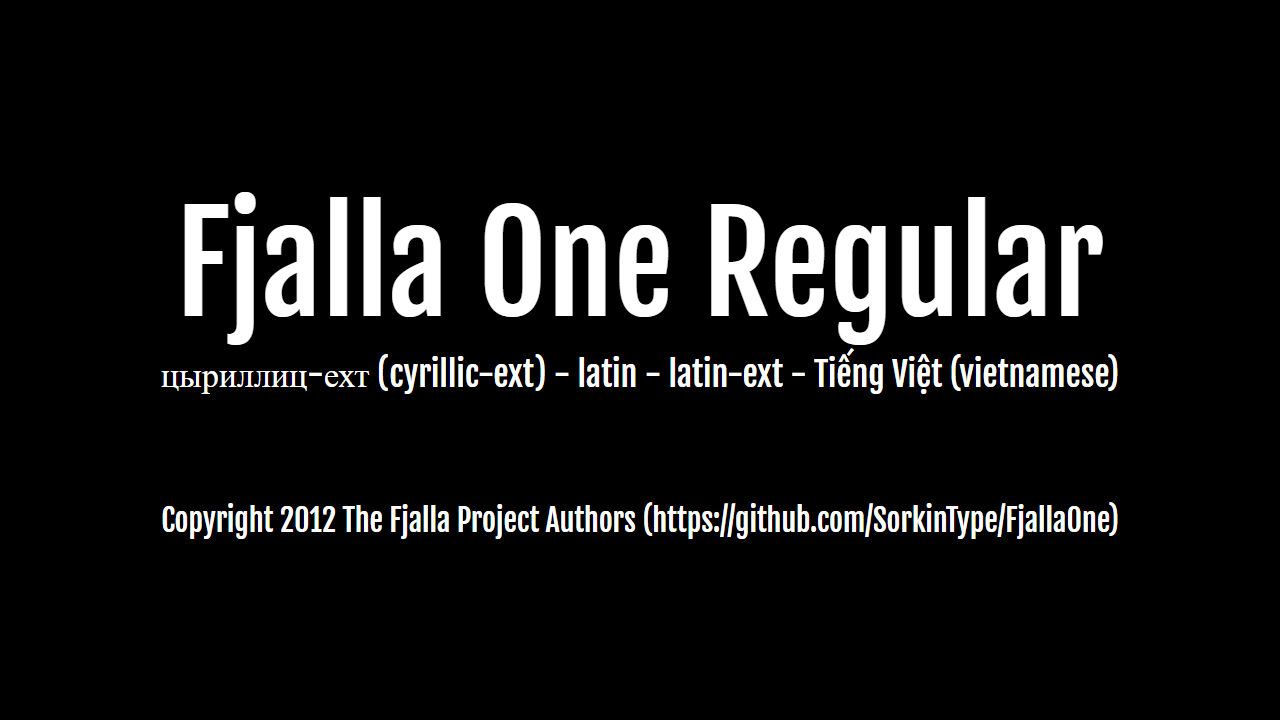 Fjalla One Regular
цыриллиц-ехт (cyrillic-ext) - latin - latin-ext - Tiếng Việt (vietnamese)
Copyright 2012 The Fjalla Project Authors (https://github.com/SorkinType/FjallaOne)